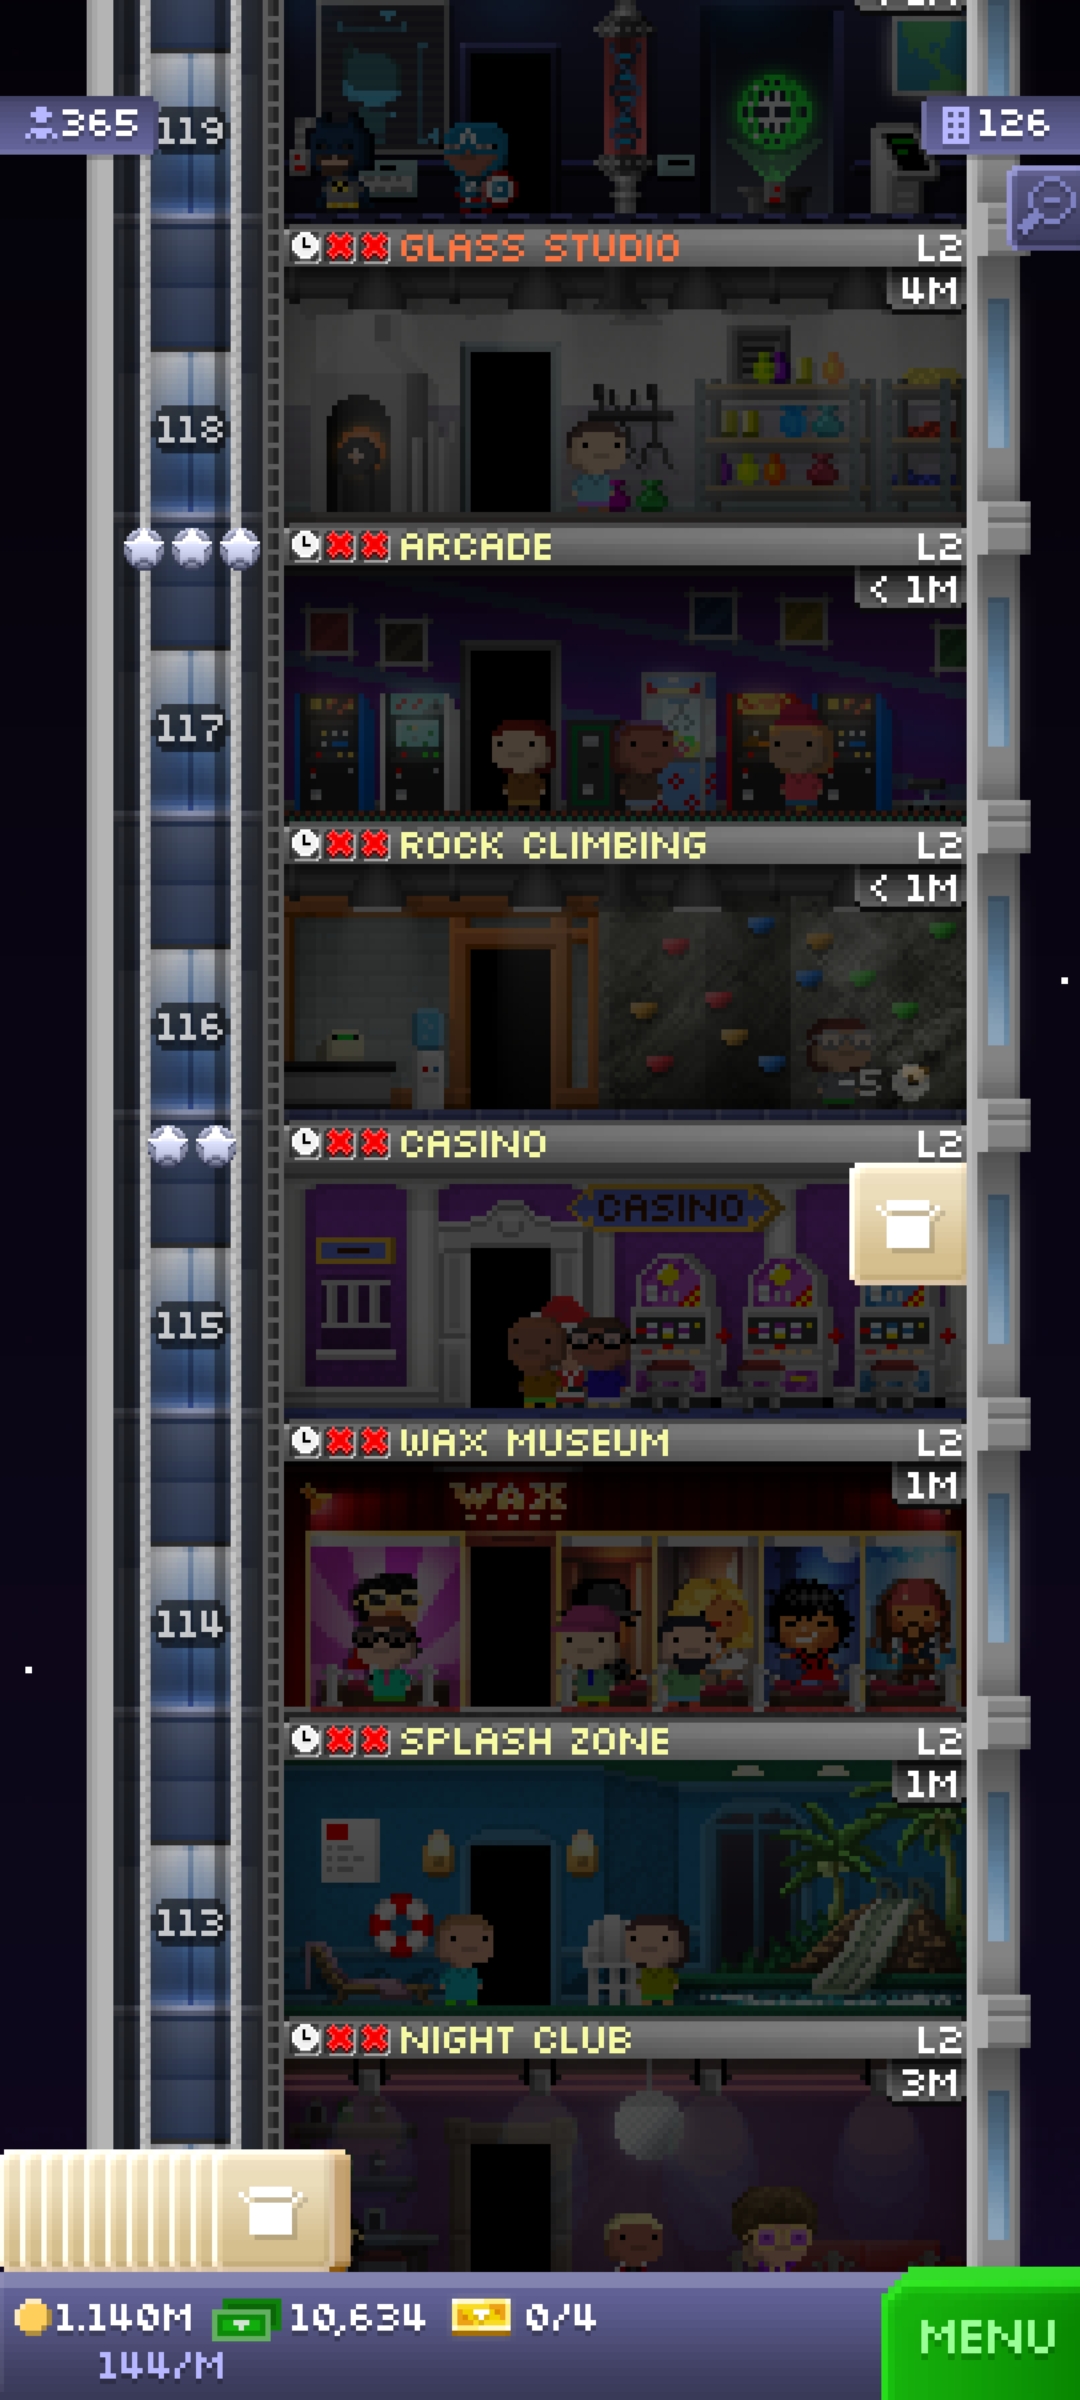 365
119
126
GLASS STUDIO L2
4M
118
ARCADE L2
< 1M
117
ROCK CLIMBING L2
< 1M
116
-5
CASINO L2
CASINO
115
WAX MUSEUM L2
1M
WAX
114
SPLASH ZONE L2
1M
113
NIGHT CLUB L2
3M
1.140M 10,634 0/4
144/M
MENU